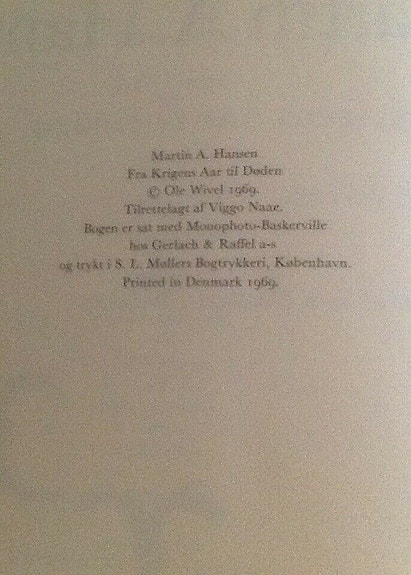 Martin A. Hansen
Fra Krigens Aar til Døden
© Ole Wivel 1969.
Tilrettelagt af Viggo Naae.
Bogen er sat med Monophoto-Baskerville
hos Gerlach & Raffel a-s
og trykt i S. L. Møllers Bogtrykkeri, København.
Printed in Denmark 1969.